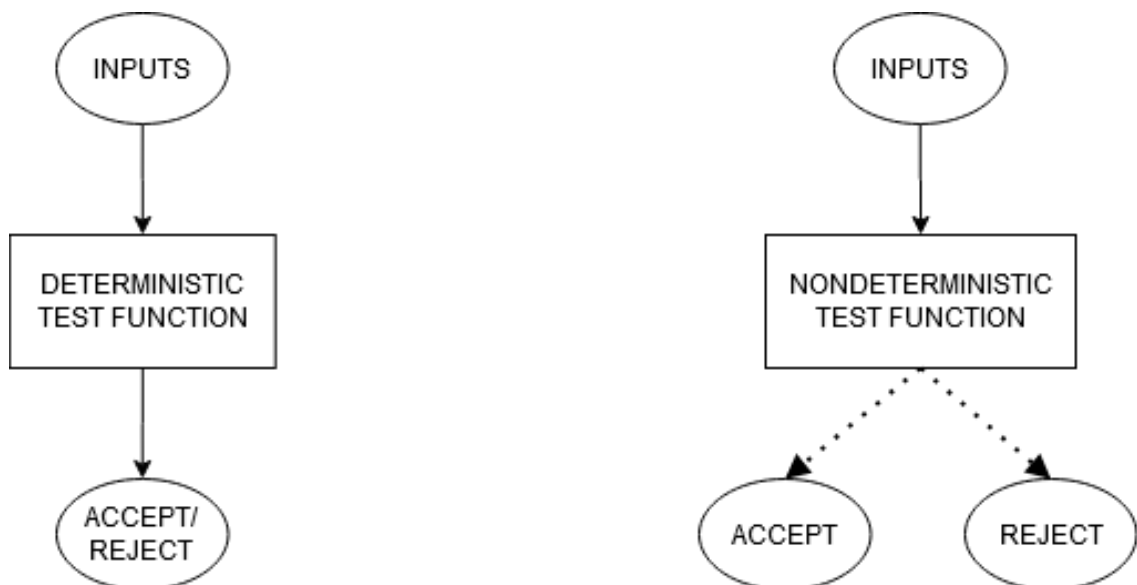 INPUTS
DETERMINISTIC
TEST FUNCTION
ACCEPT/
REJECT
INPUTS
NONDETERMINISTIC
TEST FUNCTION
ACCEPT
REJECT